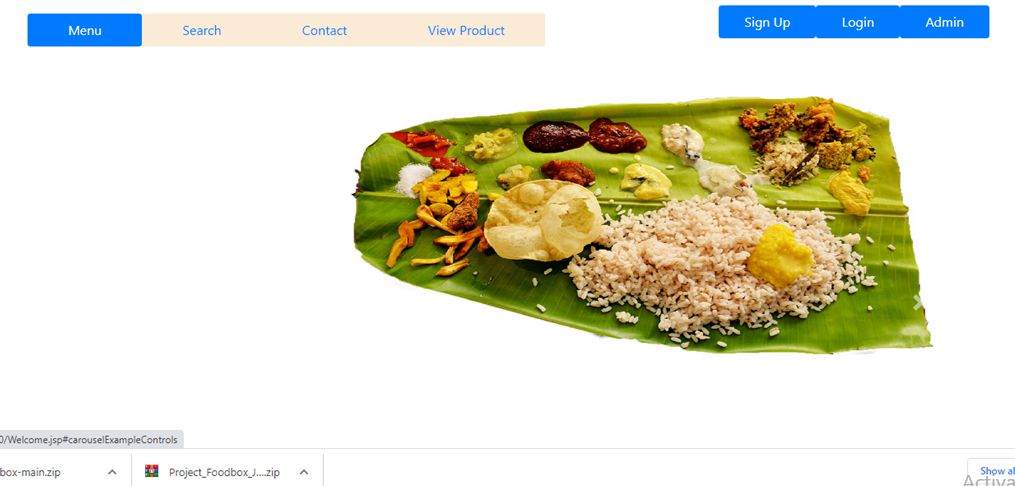 Menu
Search
Contact
View Product
Sign Up
Login
Admin
0/Welcome.jsp#carouselExampleControls
box-main.zip
Project_Foodbox_J....zip
Show al
Activa